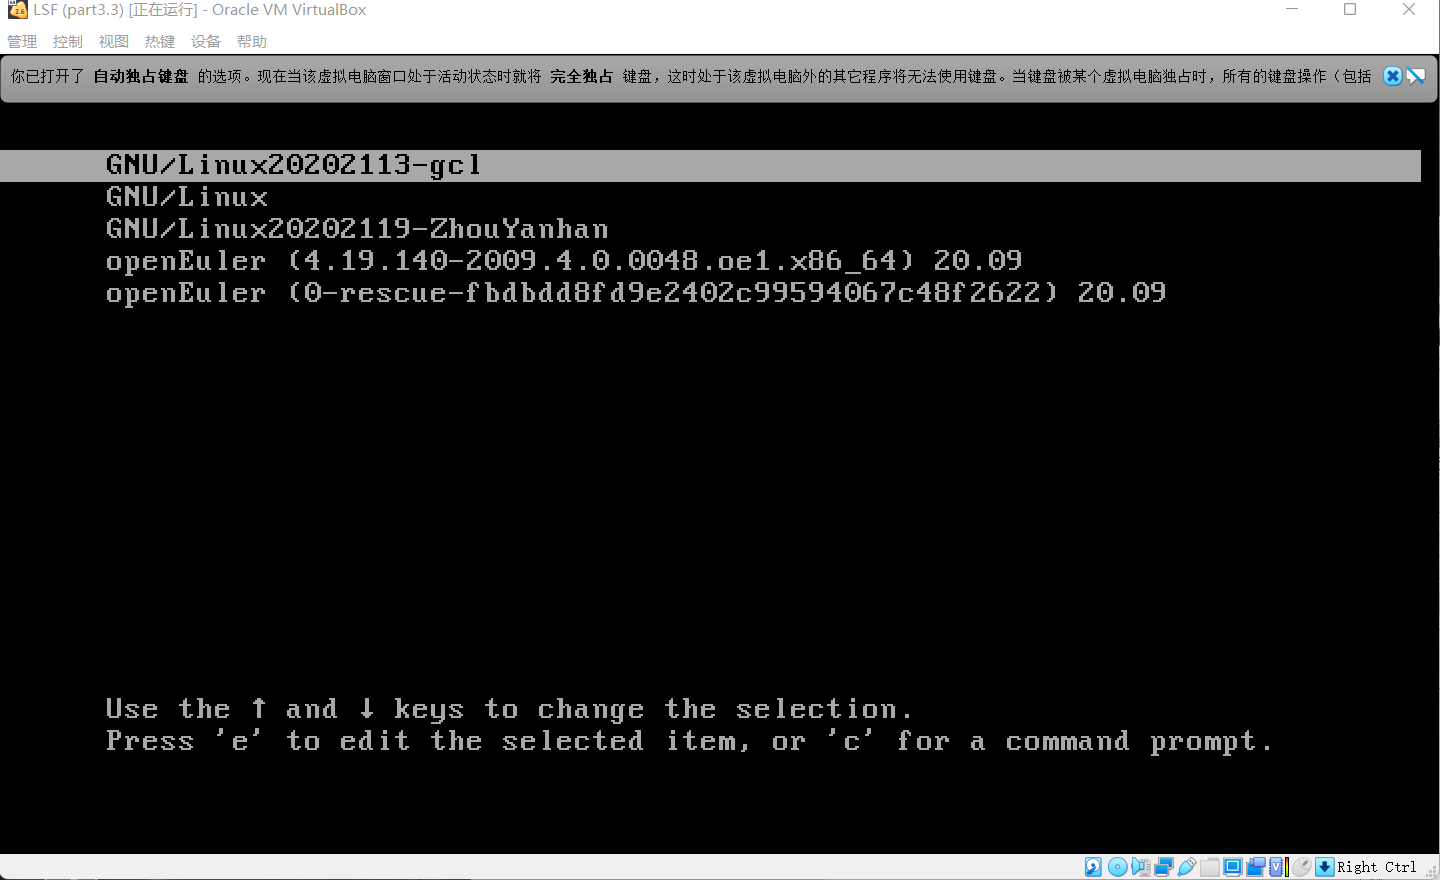 LSF (part3.3) [正在运行] - Oracle VM VirtualBox
管理 控制 视图 热键 设备 帮助
你已打开了 自动独占键盘 的选项。现在当该虚拟电脑窗口处于活动状态时就将 完全独占 键盘，这时处于该虚拟电脑外的其它程序将无法使用键盘。当键盘被某个虚拟电脑独占时，所有的键盘操作（包括
GNU/Linux20202113-gcl
GNU/Linux
GNU/Linux20202119-ZhouYanhan
openEuler (4.19.140-2009.4.0.0048.oe1.x86_64) 20.09
openEuler (0-rescue-fbdbdd8fd9e2402c99594067c48f2622) 20.09
Use the ↑ and ↓ keys to change the selection.
Press 'e' to edit the selected item, or 'c' for a command prompt.
Right Ctrl